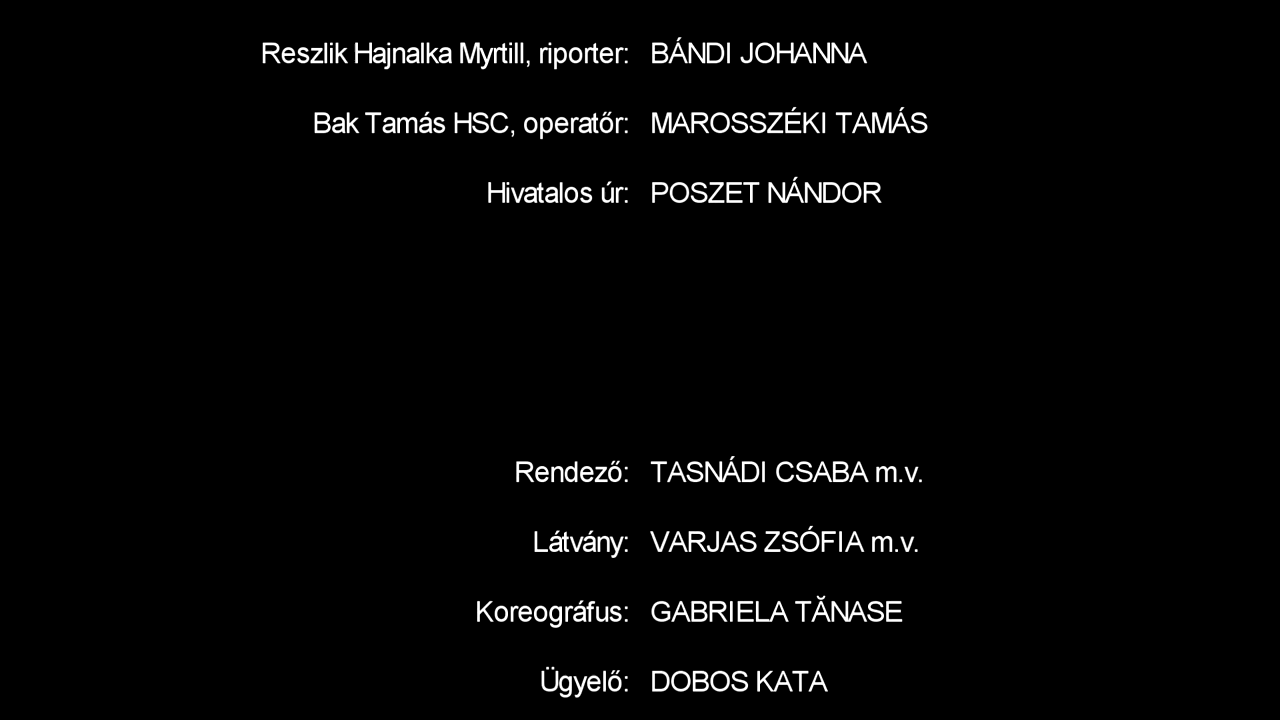 Reszlik Hajnalka Myrtill, riporter: BÁNDI JOHANNA
Bak Tamás HSC, operatőr: MAROSSZÉKI TAMÁS
Hivatalos úr: POSZET NÁNDOR
Rendező: TASNÁDI CSABA m.v.
Látvány: VARJAS ZSÓFIA m.v.
Koreográfus: GABRIELA TĂNASE
Ügyelő: DOBOS KATA